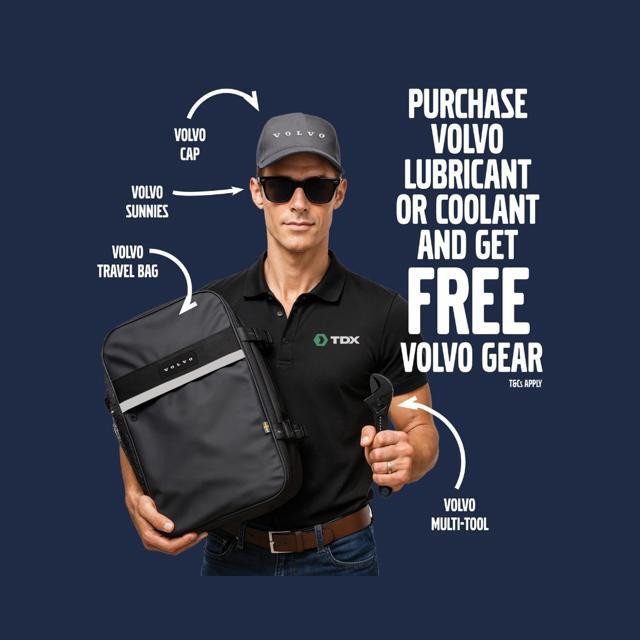 PURCHASE
VOLVO
LUBRICANT
OR COOLANT
AND GET
FREE
VOLVO GEAR
T&Cs APPLY
VOLVO
CAP
VOLVO
SUNNIES
VOLVO
TRAVEL BAG
VOLVO
MULTI-TOOL
VOLVO
VOLVO
TDX